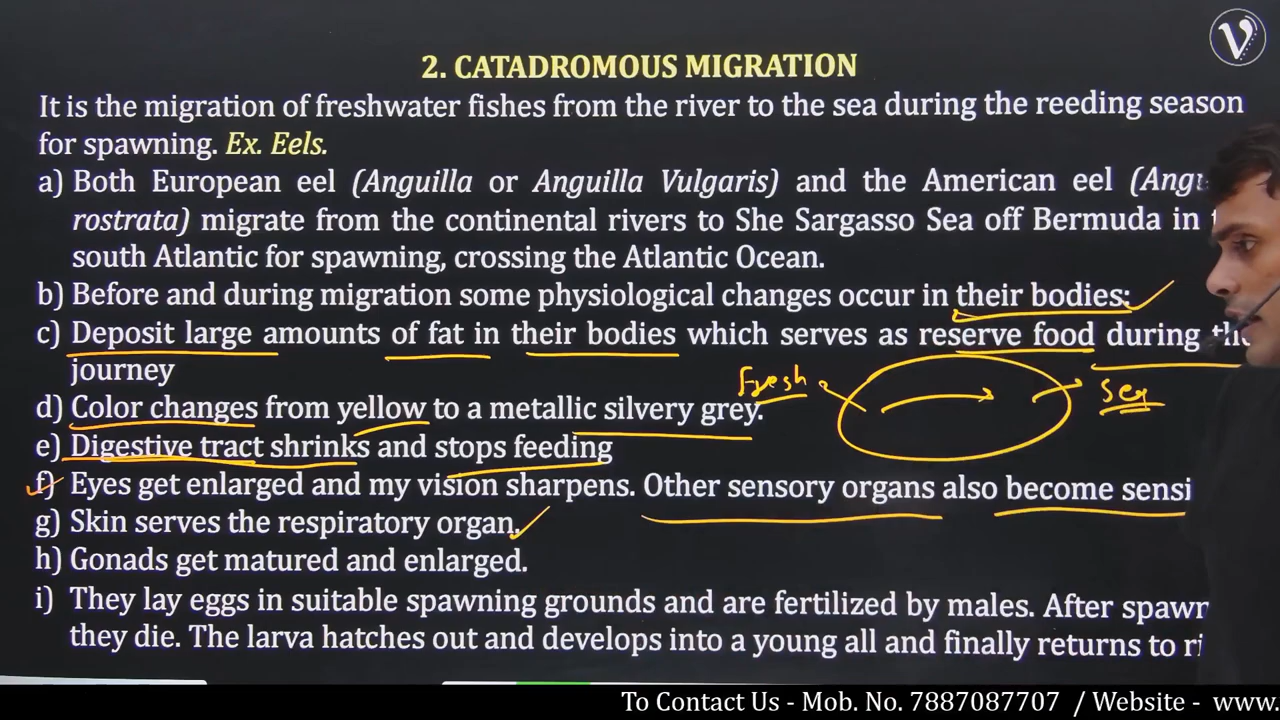 V
2. CATADROMOUS MIGRATION
It is the migration of freshwater fishes from the river to the sea during the reeding season
for spawning. Ex. Eels.
a) Both European eel (Anguilla or Anguilla Vulgaris) and the American eel (Angu
rostrata) migrate from the continental rivers to She Sargasso Sea off Bermuda in
south Atlantic for spawning, crossing the Atlantic Ocean.
b) Before and during migration some physiological changes occur in their bodies:
c) Deposit large amounts of fat in their bodies which serves as reserve food during the
journey
Fresh
Sea
d) Color changes from yellow to a metallic silvery grey.
e) Digestive tract shrinks and stops feeding
f) Eyes get enlarged and my vision sharpens. Other sensory organs also become sensi
g) Skin serves the respiratory organ.
h) Gonads get matured and enlarged.
i) They lay eggs in suitable spawning grounds and are fertilized by males. After spawn
they die. The larva hatches out and develops into a young all and finally returns to ri
To Contact Us - Mob. No. 7887087707 / Website - www.